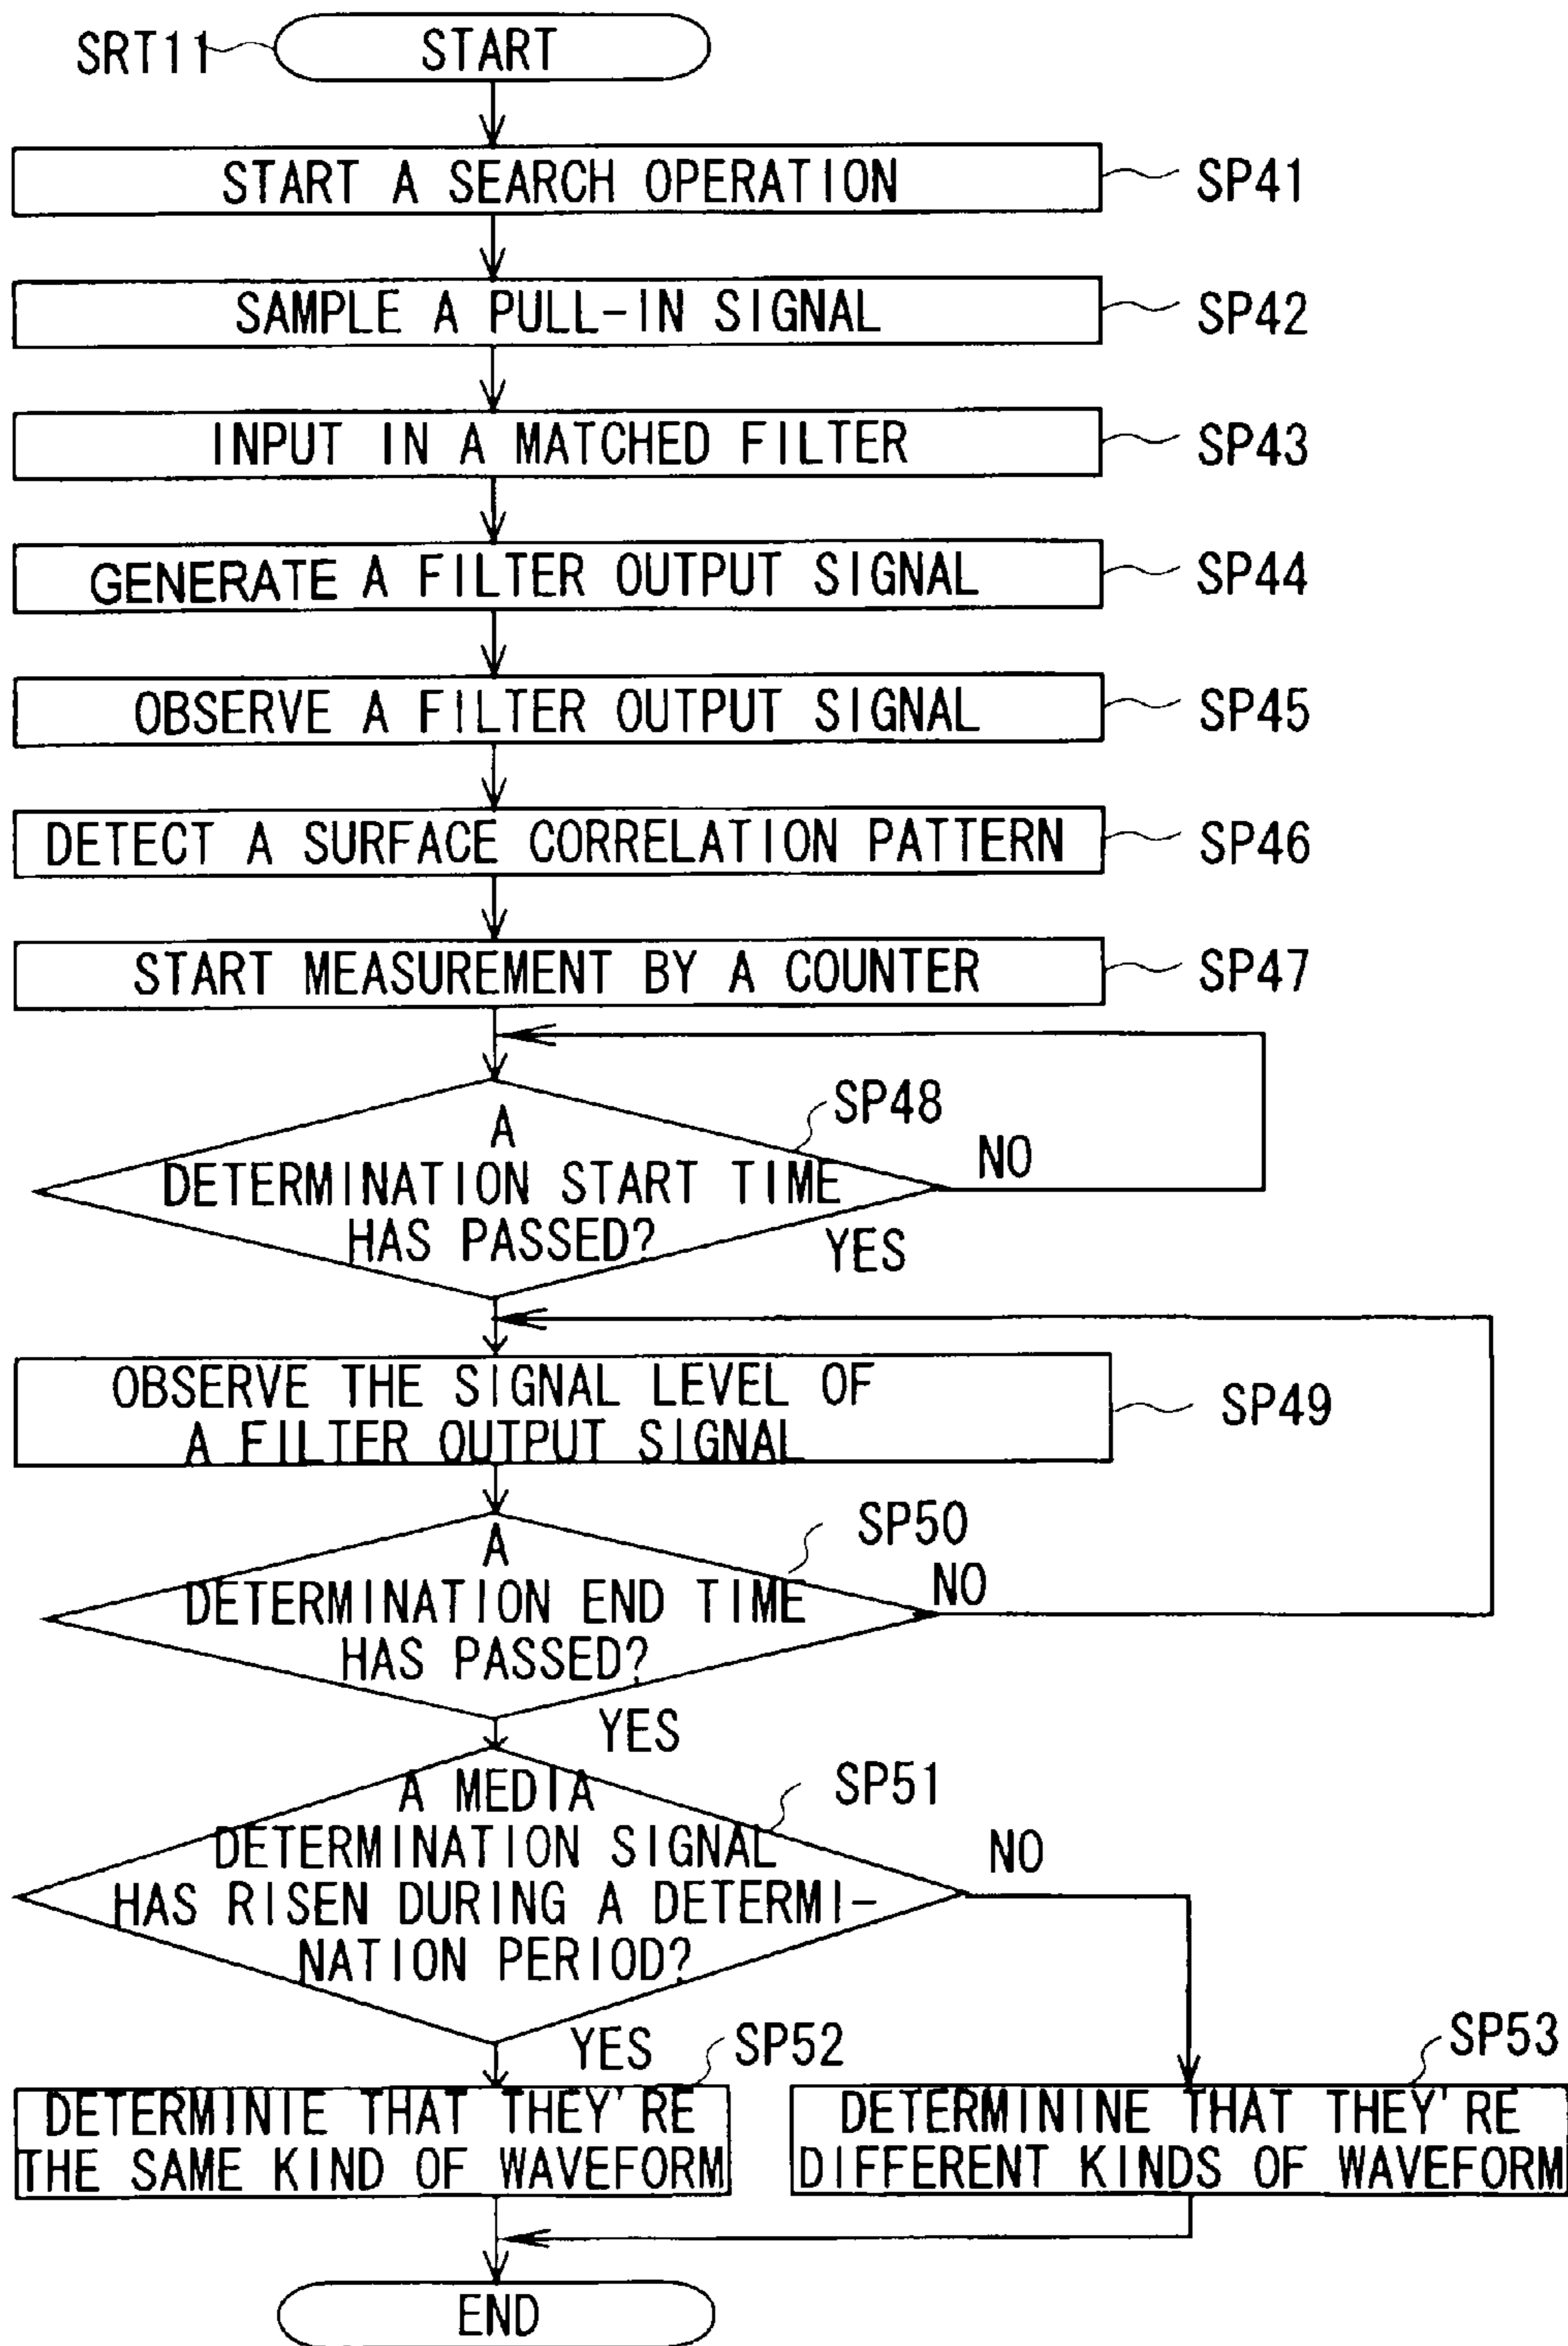 SRT11
START
START A SEARCH OPERATION
SP41
SAMPLE A PULL-IN SIGNAL
SP42
INPUT IN A MATCHED FILTER
SP43
GENERATE A FILTER OUTPUT SIGNAL
SP44
OBSERVE A FILTER OUTPUT SIGNAL
SP45
DETECT A SURFACE CORRELATION PATTERN
SP46
START MEASUREMENT BY A COUNTER
SP47
SP48
A
DETERMINATION START TIME
HAS PASSED?
NO
YES
OBSERVE THE SIGNAL LEVEL OF
A FILTER OUTPUT SIGNAL
SP49
SP50
A
DETERMINATION END TIME
HAS PASSED?
NO
YES
SP51
A MEDIA
DETERMINATION SIGNAL
HAS RISEN DURING A DETERMI-
NATION PERIOD?
NO
YES
SP52
DETERMINIE THAT THEY'RE
THE SAME KIND OF WAVEFORM
SP53
DETERMININE THAT THEY'RE
DIFFERENT KINDS OF WAVEFORM
END